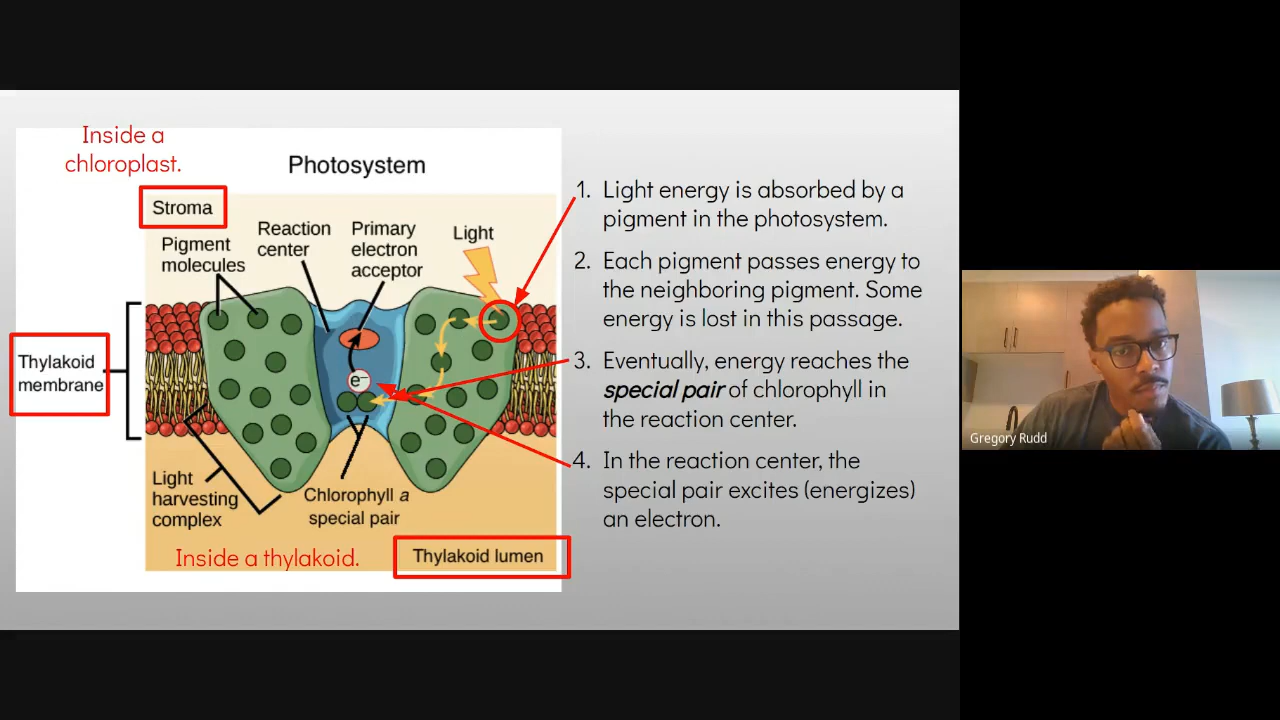 Inside a
chloroplast.
Photosystem
Stroma
Pigment
molecules
Reaction
center
Primary
electron
acceptor
Light
Thylakoid
membrane
e-
Light
harvesting
complex
Chlorophyll a
special pair
Inside a thylakoid.
Thylakoid lumen
1. Light energy is absorbed by a
pigment in the photosystem.
2. Each pigment passes energy to
the neighboring pigment. Some
energy is lost in this passage.
3. Eventually, energy reaches the
special pair of chlorophyll in
the reaction center.
4. In the reaction center, the
special pair excites (energizes)
an electron.
Gregory Rudd